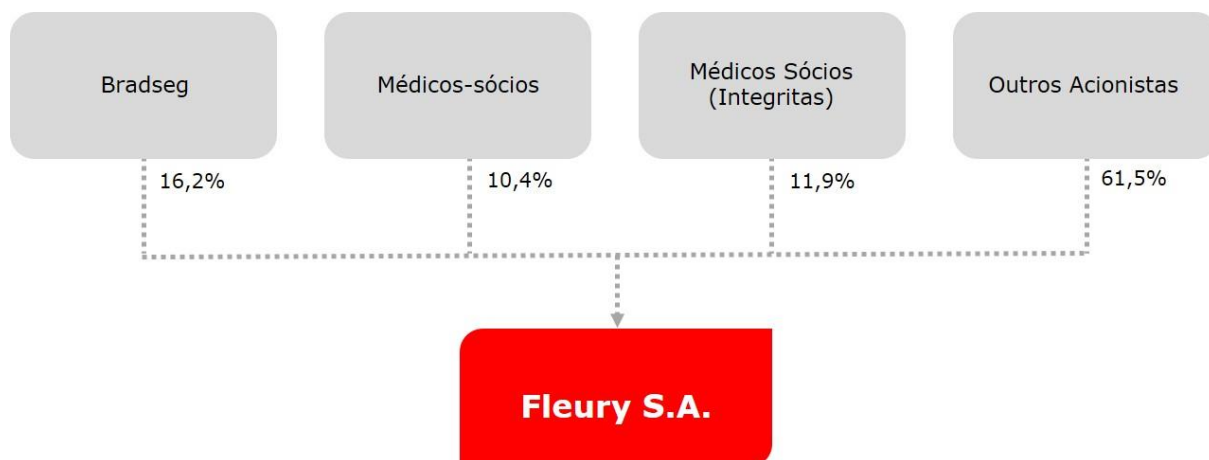 Bradseg
Médicos-sócios
Médicos Sócios
(Integritas)
Outros Acionistas
16,2%
10,4%
11,9%
61,5%
Fleury S.A.